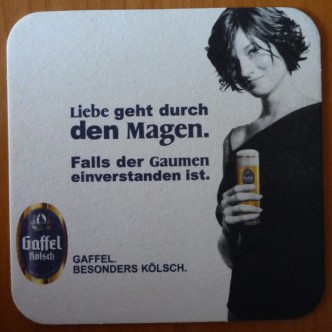 Liebe geht durch
den Magen.
Falls der Gaumen
einverstanden ist.
Gaffel
Kölsch
GAFFEL.
BESONDERS KÖLSCH.